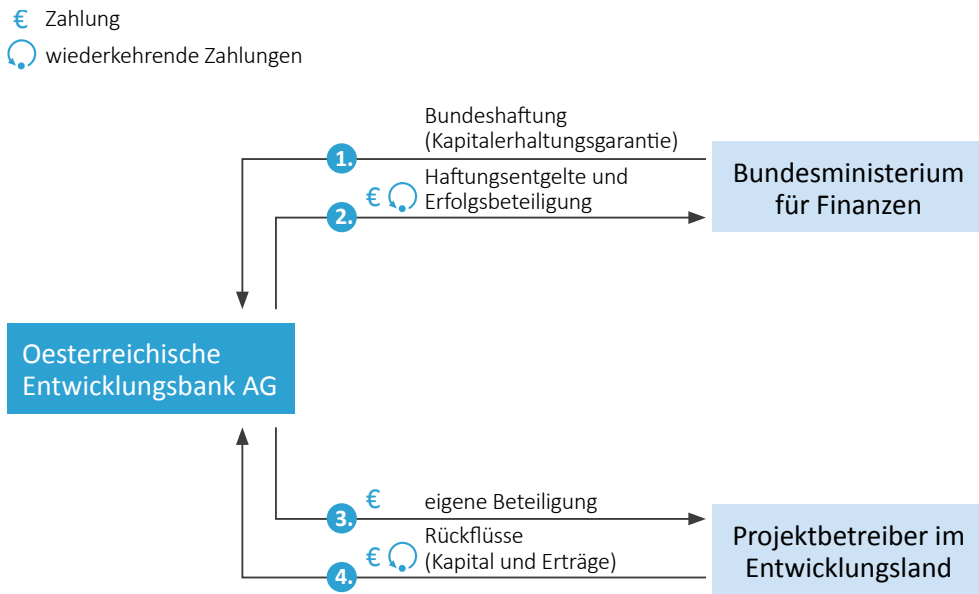 € Zahlung
wiederkehrende Zahlungen
Bundeshaftung
(Kapitalerhaltungsgarantie)
1.
Bundesministerium
für Finanzen
€ Haftungsentgelte und
Erfolgsbeteiligung
2.
Oesterreichische
Entwicklungsbank AG
€ eigene Beteiligung
3.
Projektbetreiber im
Entwicklungsland
€ Rückflüsse
(Kapital und Erträge)
4.